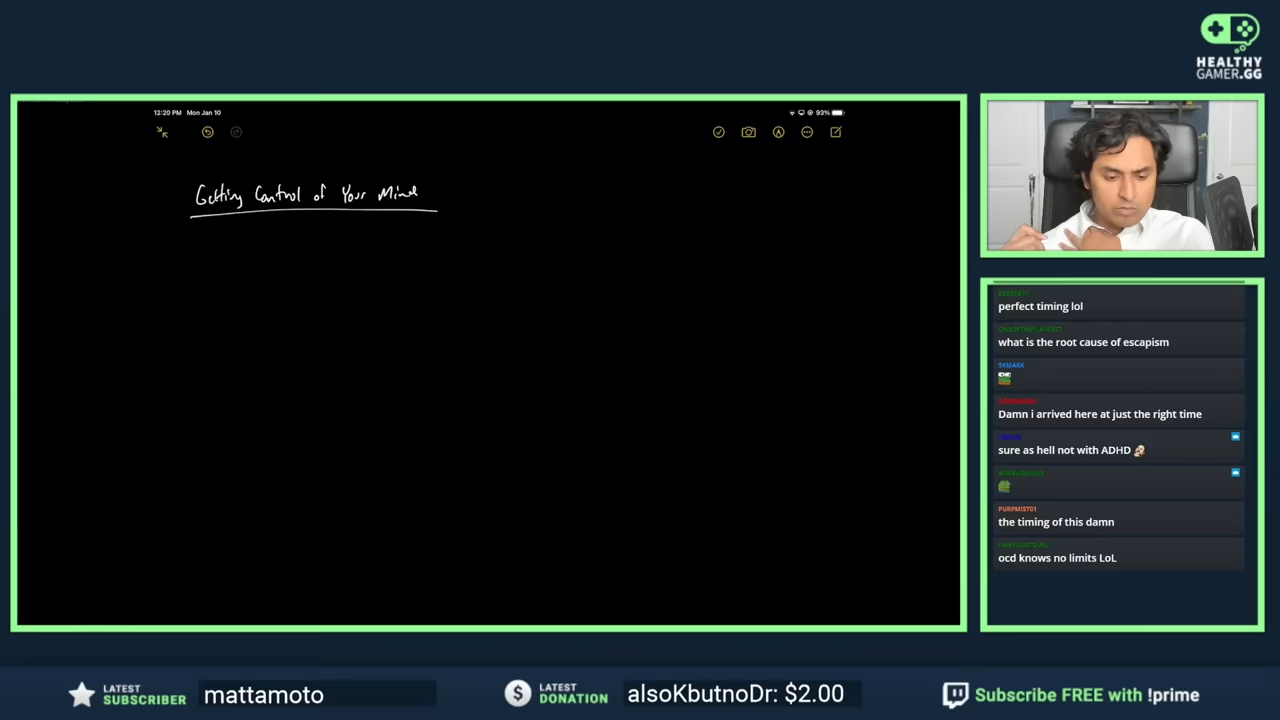 HEALTHY
GAMER.GG
12:20 PM Mon Jan 10
93%
Getting Control of Your Mind
perfect timing lol
what is the root cause of escapism
SKMARK
Damn i arrived here at just the right time
sure as hell not with ADHD
PURPMIST01
the timing of this damn
ocd knows no limits LoL
LATEST
SUBSCRIBER
mattamoto
LATEST
DONATION
alsoKbutnoDr: $2.00
Subscribe FREE with !prime